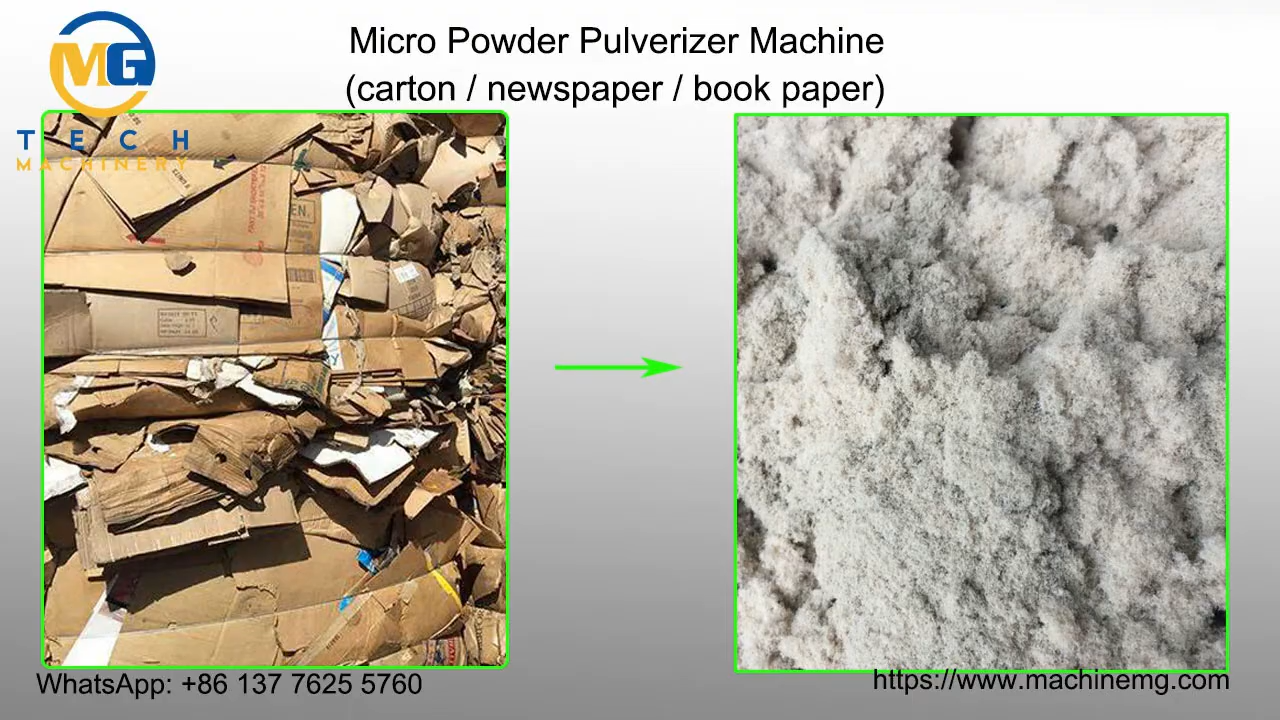 MG
TECH
MACHINERY
Micro Powder Pulverizer Machine
(carton / newspaper / book paper)
EN.
WhatsApp: +86 137 7625 5760
https://www.machinemg.com